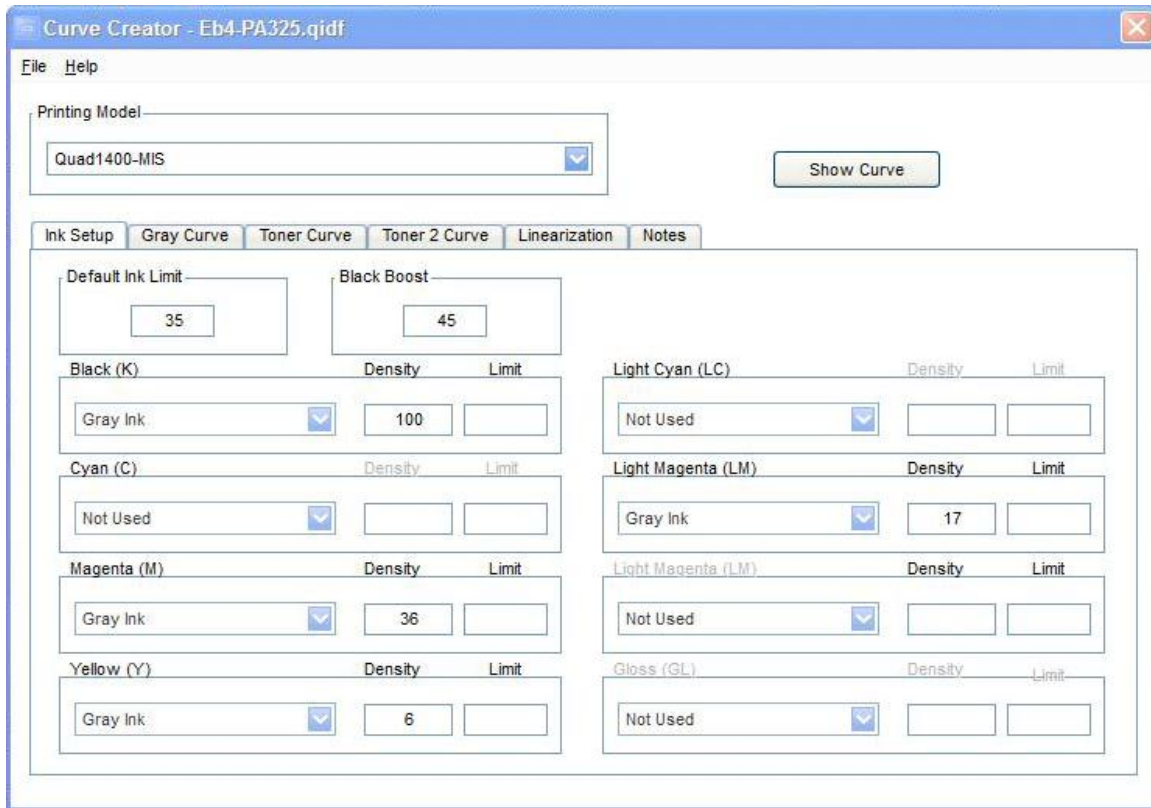 Curve Creator - Eb4-PA325.qidf
File Help
Printing Model
Quad1400-MIS
Show Curve
Ink Setup Gray Curve Toner Curve Toner 2 Curve Linearization Notes
Default Ink Limit Black Boost
35 45
Black (K) Density Limit Light Cyan (LC) Density Limit
Gray Ink 100 Not Used
Cyan (C) Density Limit Light Magenta (LM) Density Limit
Not Used Gray Ink 17
Magenta (M) Density Limit Light Magenta (LM) Density Limit
Gray Ink 36 Not Used
Yellow (Y) Density Limit Gloss (GL) Density Limit
Gray Ink 6 Not Used